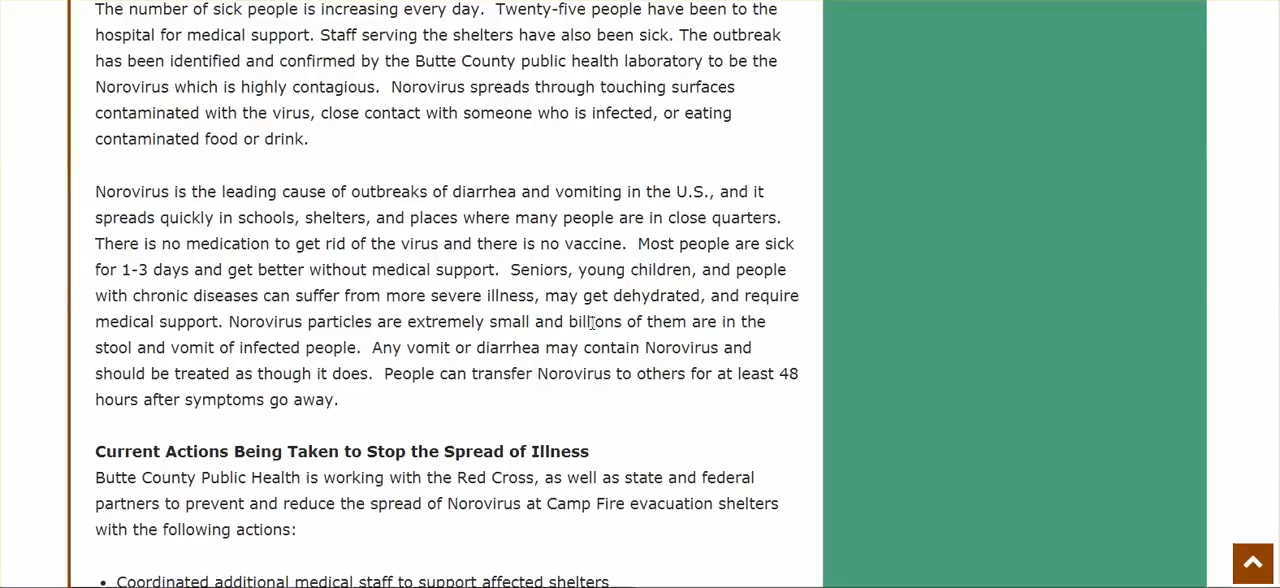 The number of sick people is increasing every day.  Twenty-five people have been to the
hospital for medical support. Staff serving the shelters have also been sick. The outbreak
has been identified and confirmed by the Butte County public health laboratory to be the
Norovirus which is highly contagious.  Norovirus spreads through touching surfaces
contaminated with the virus, close contact with someone who is infected, or eating
contaminated food or drink.
Norovirus is the leading cause of outbreaks of diarrhea and vomiting in the U.S., and it
spreads quickly in schools, shelters, and places where many people are in close quarters.
There is no medication to get rid of the virus and there is no vaccine.  Most people are sick
for 1-3 days and get better without medical support.  Seniors, young children, and people
with chronic diseases can suffer from more severe illness, may get dehydrated, and require
medical support. Norovirus particles are extremely small and billions of them are in the
stool and vomit of infected people.  Any vomit or diarrhea may contain Norovirus and
should be treated as though it does.  People can transfer Norovirus to others for at least 48
hours after symptoms go away.
Current Actions Being Taken to Stop the Spread of Illness
Butte County Public Health is working with the Red Cross, as well as state and federal
partners to prevent and reduce the spread of Norovirus at Camp Fire evacuation shelters
with the following actions:
• Coordinated additional medical staff to support affected shelters